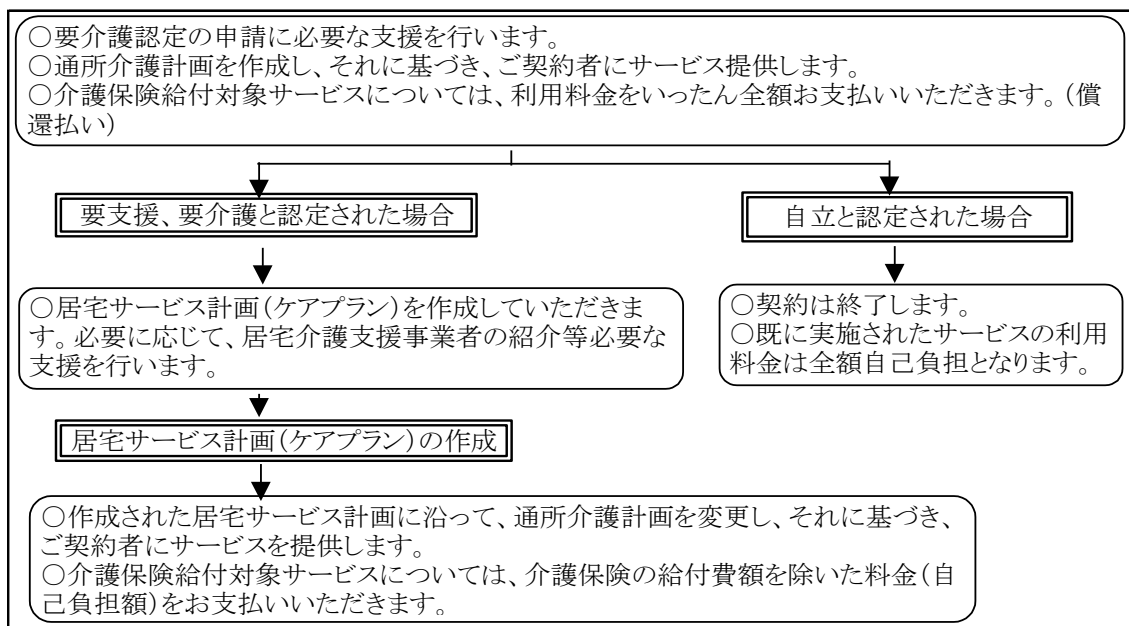 ○要介護認定の申請に必要な支援を行います。
○通所介護計画を作成し、それに基づき、ご契約者にサービス提供します。
○介護保険給付対象サービスについては、利用料金をいったん全額お支払いいただきます。(償
還払い)
要支援、要介護と認定された場合
自立と認定された場合
○居宅サービス計画(ケアプラン)を作成していただきま
す。必要に応じて、居宅介護支援事業者の紹介等必要な
支援を行います。
○契約は終了します。
○既に実施されたサービスの利用
料金は全額自己負担となります。
居宅サービス計画(ケアプラン)の作成
○作成された居宅サービス計画に沿って、通所介護計画を変更し、それに基づき、
ご契約者にサービスを提供します。
○介護保険給付対象サービスについては、介護保険の給付費額を除いた料金(自
己負担額)をお支払いいただきます。